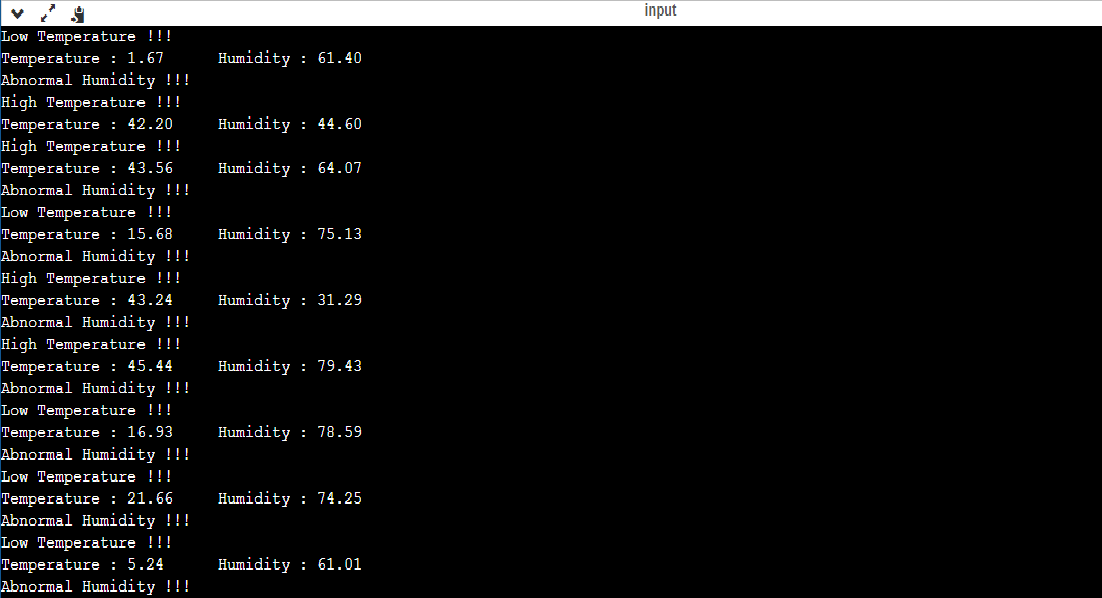 input
Low Temperature !!!
Temperature : 1.67 Humidity : 61.40
Abnormal Humidity !!!
High Temperature !!!
Temperature : 42.20 Humidity : 44.60
High Temperature !!!
Temperature : 43.56 Humidity : 64.07
Abnormal Humidity !!!
Low Temperature !!!
Temperature : 15.68 Humidity : 75.13
Abnormal Humidity !!!
High Temperature !!!
Temperature : 43.24 Humidity : 31.29
Abnormal Humidity !!!
High Temperature !!!
Temperature : 45.44 Humidity : 79.43
Abnormal Humidity !!!
Low Temperature !!!
Temperature : 16.93 Humidity : 78.59
Abnormal Humidity !!!
Low Temperature !!!
Temperature : 21.66 Humidity : 74.25
Abnormal Humidity !!!
Low Temperature !!!
Temperature : 5.24 Humidity : 61.01
Abnormal Humidity !!!